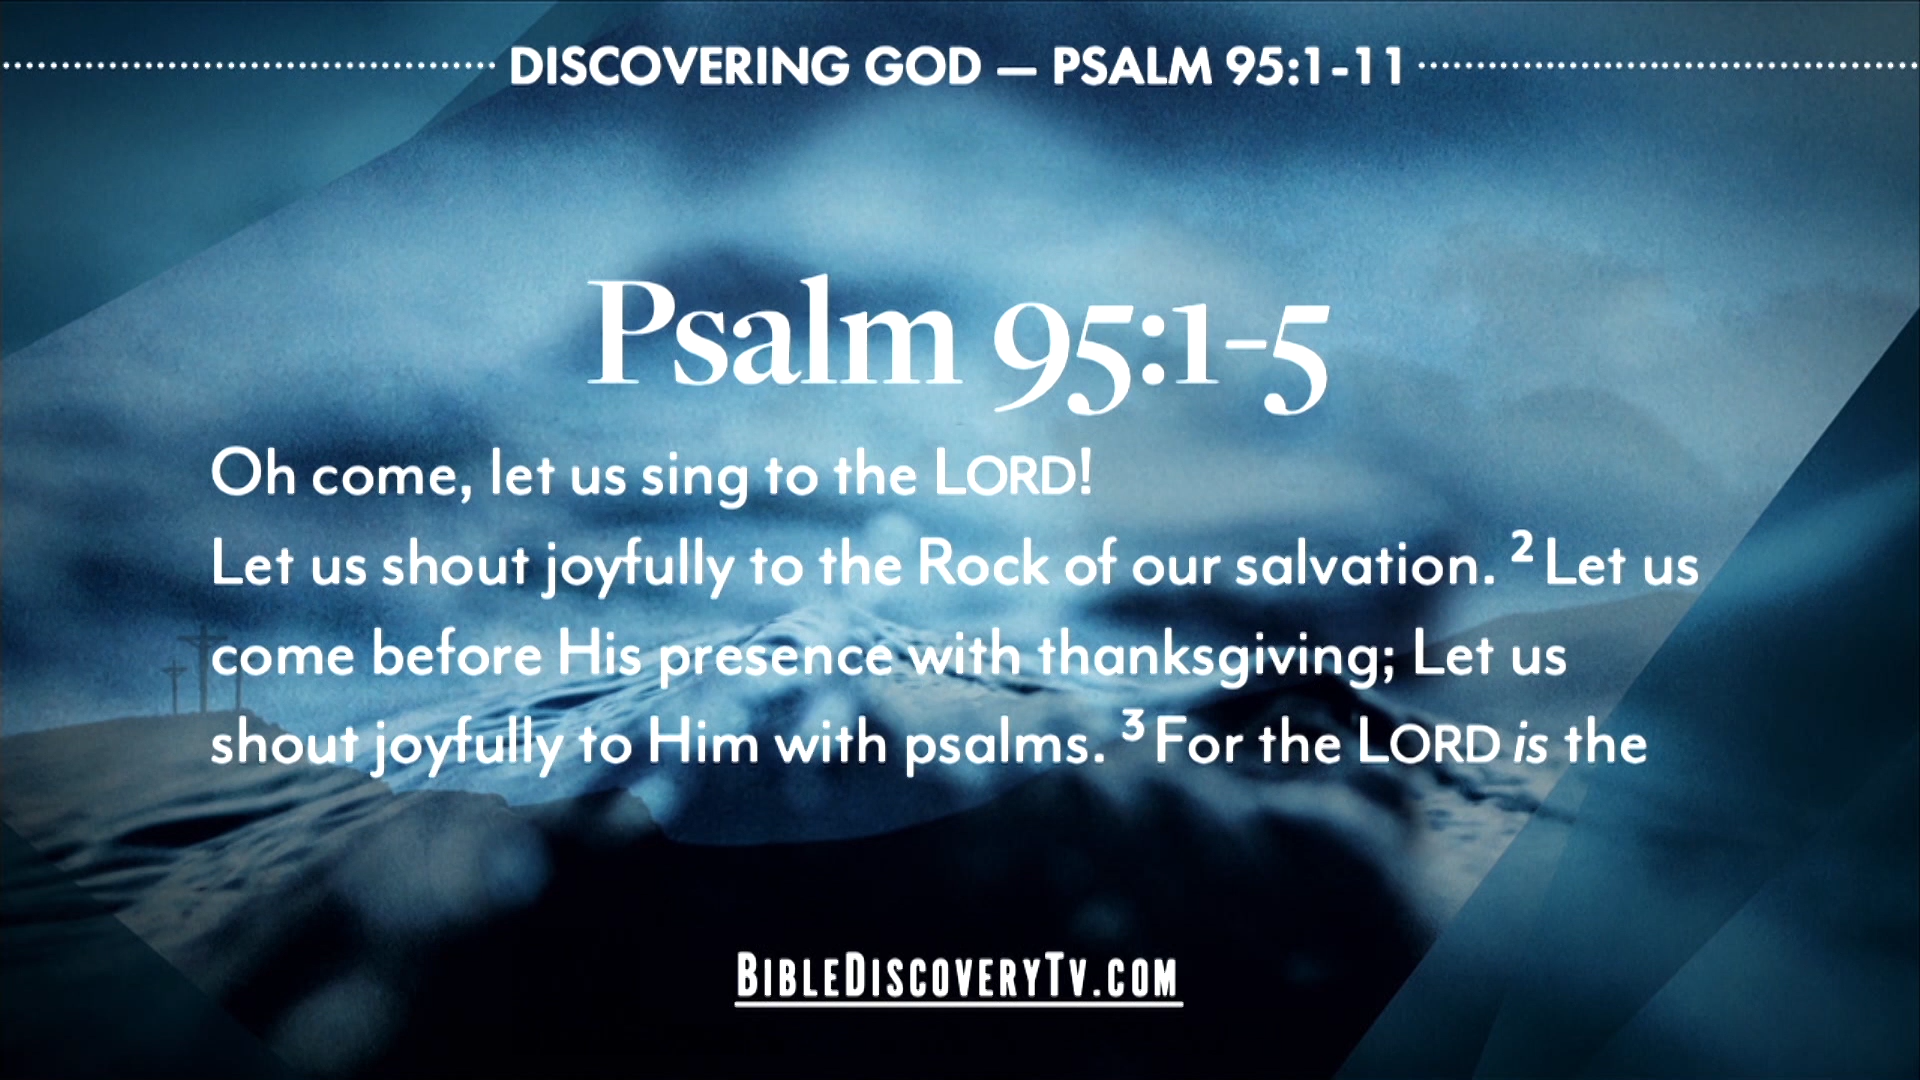 DISCOVERING GOD — PSALM 95:1-11
Psalm 95:1-5
Oh come, let us sing to the LORD!
Let us shout joyfully to the Rock of our salvation. ² Let us
come before His presence with thanksgiving; Let us
shout joyfully to Him with psalms. ³ For the LORD is the
BIBLEDISCOVERYTV.COM